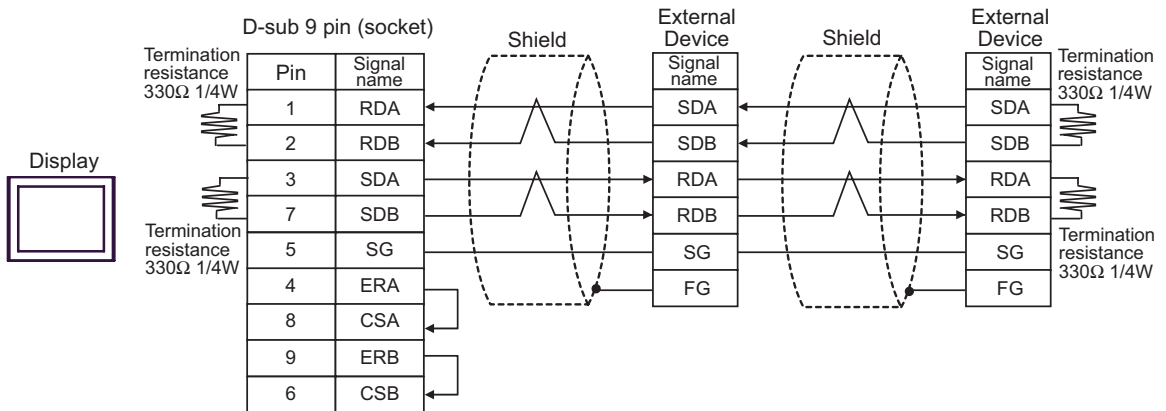 D-sub 9 pin (socket)
Shield
External
Device
Shield
External
Device
Termination
resistance
330Ω 1/4W
Termination
resistance
330Ω 1/4W
Display
Termination
resistance
330Ω 1/4W
Termination
resistance
330Ω 1/4W
Pin Signal name
1 RDA
2 RDB
3 SDA
7 SDB
5 SG
4 ERA
8 CSA
9 ERB
6 CSB
Signal
name
SDA
SDB
RDA
RDB
SG
FG
Signal
name
SDA
SDB
RDA
RDB
SG
FG